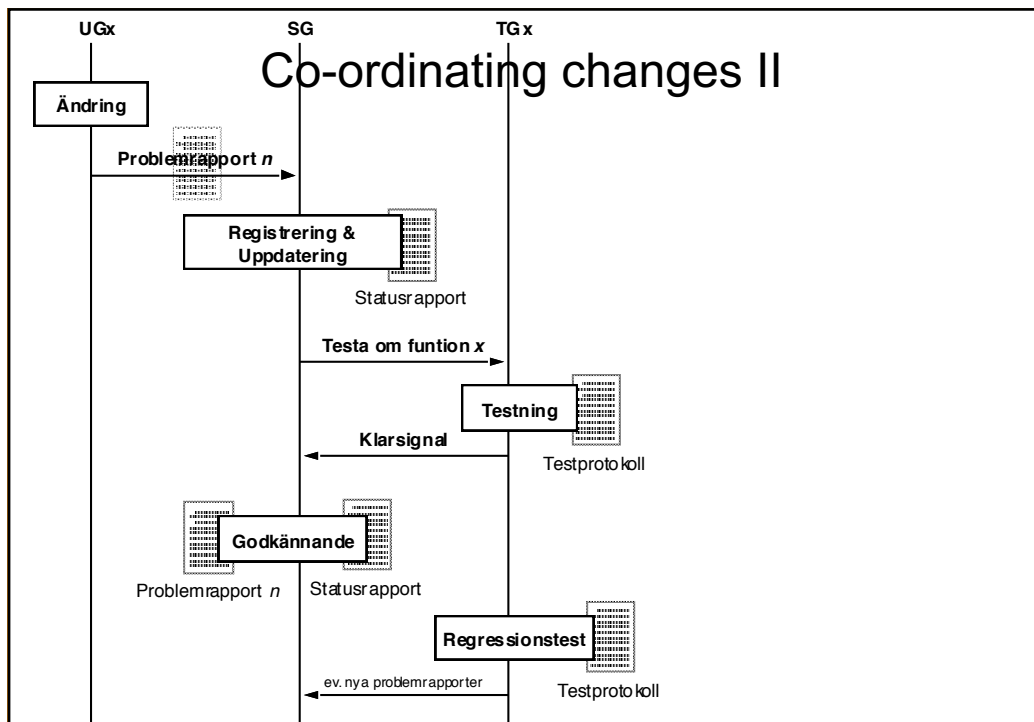 UGx SG TGx
Co-ordinating changes II
Ändring
Problemrapport n
Registrering &
Uppdatering
Statusrapport
Testa om funtion x
Testning
Klarsignal
Testprotokoll
Godkännande
Problemrapport n Statusrapport
Regressionstest
ev. nya problemrapporter
Testprotokoll